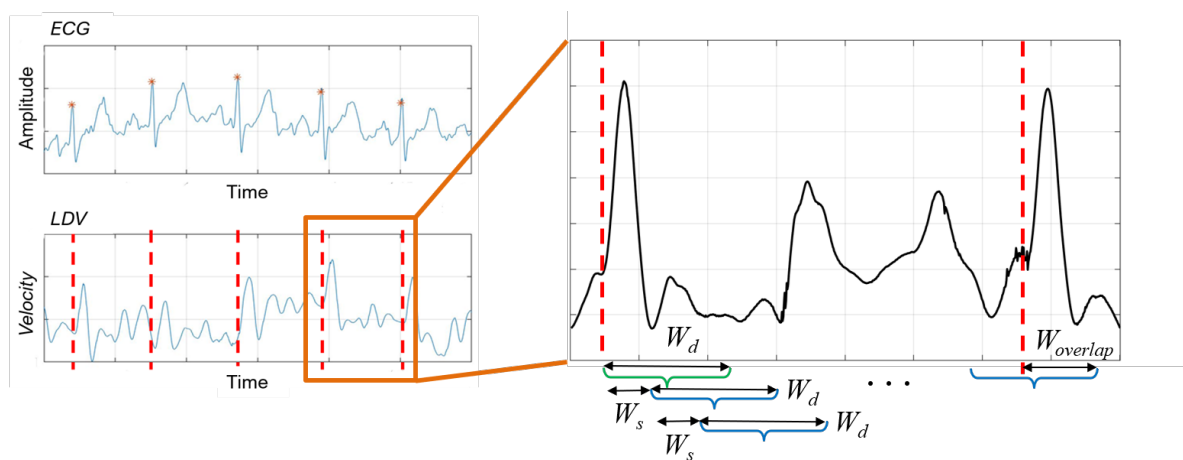 ECG
Amplitude
Time
LDV
Velocity
Time
W_d
W_overlap
W_s
W_d
W_s
W_d
...